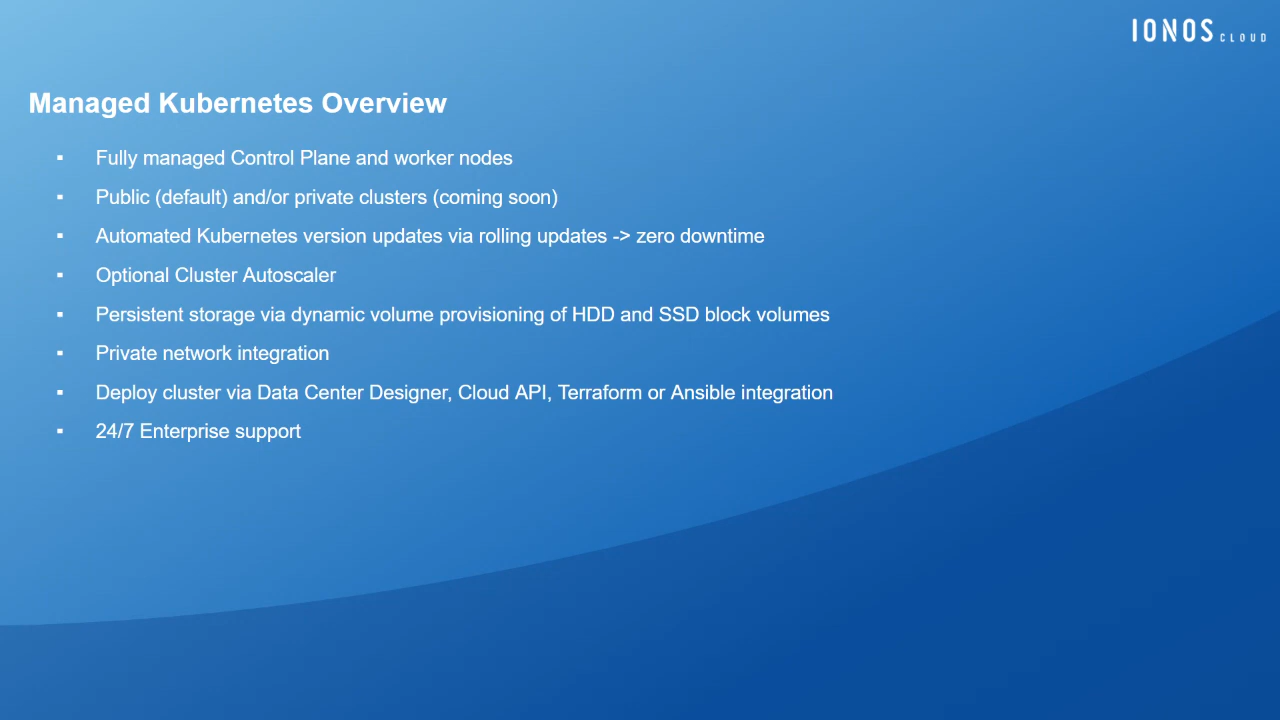 IONOS CLOUD
Managed Kubernetes Overview
▪ Fully managed Control Plane and worker nodes
▪ Public (default) and/or private clusters (coming soon)
▪ Automated Kubernetes version updates via rolling updates -> zero downtime
▪ Optional Cluster Autoscaler
▪ Persistent storage via dynamic volume provisioning of HDD and SSD block volumes
▪ Private network integration
▪ Deploy cluster via Data Center Designer, Cloud API, Terraform or Ansible integration
▪ 24/7 Enterprise support